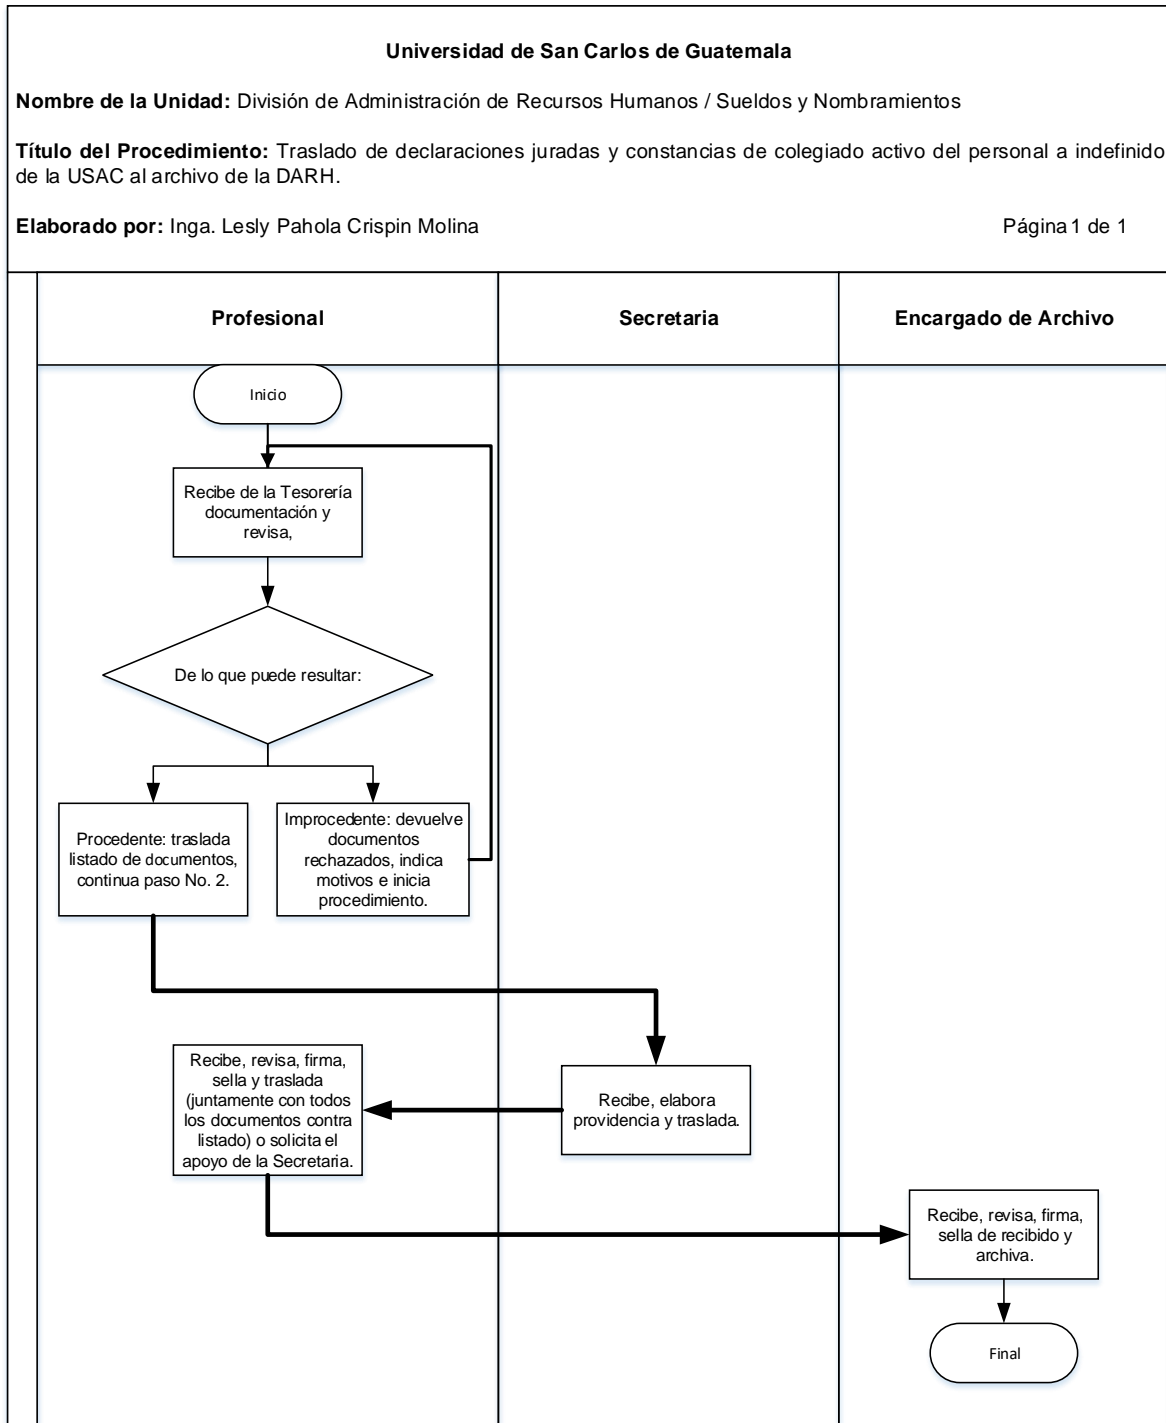 Universidad de San Carlos de Guatemala
Nombre de la Unidad: División de Administración de Recursos Humanos / Sueldos y Nombramientos
Título del Procedimiento: Traslado de declaraciones juradas y constancias de colegiado activo del personal a indefinido
de la USAC al archivo de la DARH.
Elaborado por: Inga. Lesly Pahola Crispin Molina
Página 1 de 1
Profesional
Secretaria
Encargado de Archivo
Inicio
Recibe de la Tesorería
documentación y
revisa,
De lo que puede resultar:
Procedente: traslada
listado de documentos,
continua paso No. 2.
Improcedente: devuelve
documentos
rechazados, indica
motivos e inicia
procedimiento.
Recibe, revisa, firma,
sella y traslada
(juntamente con todos
los documentos contra
listado) o solicita el
apoyo de la Secretaria.
Recibe, elabora
providencia y traslada.
Recibe, revisa, firma,
sella de recibido y
archiva.
Final